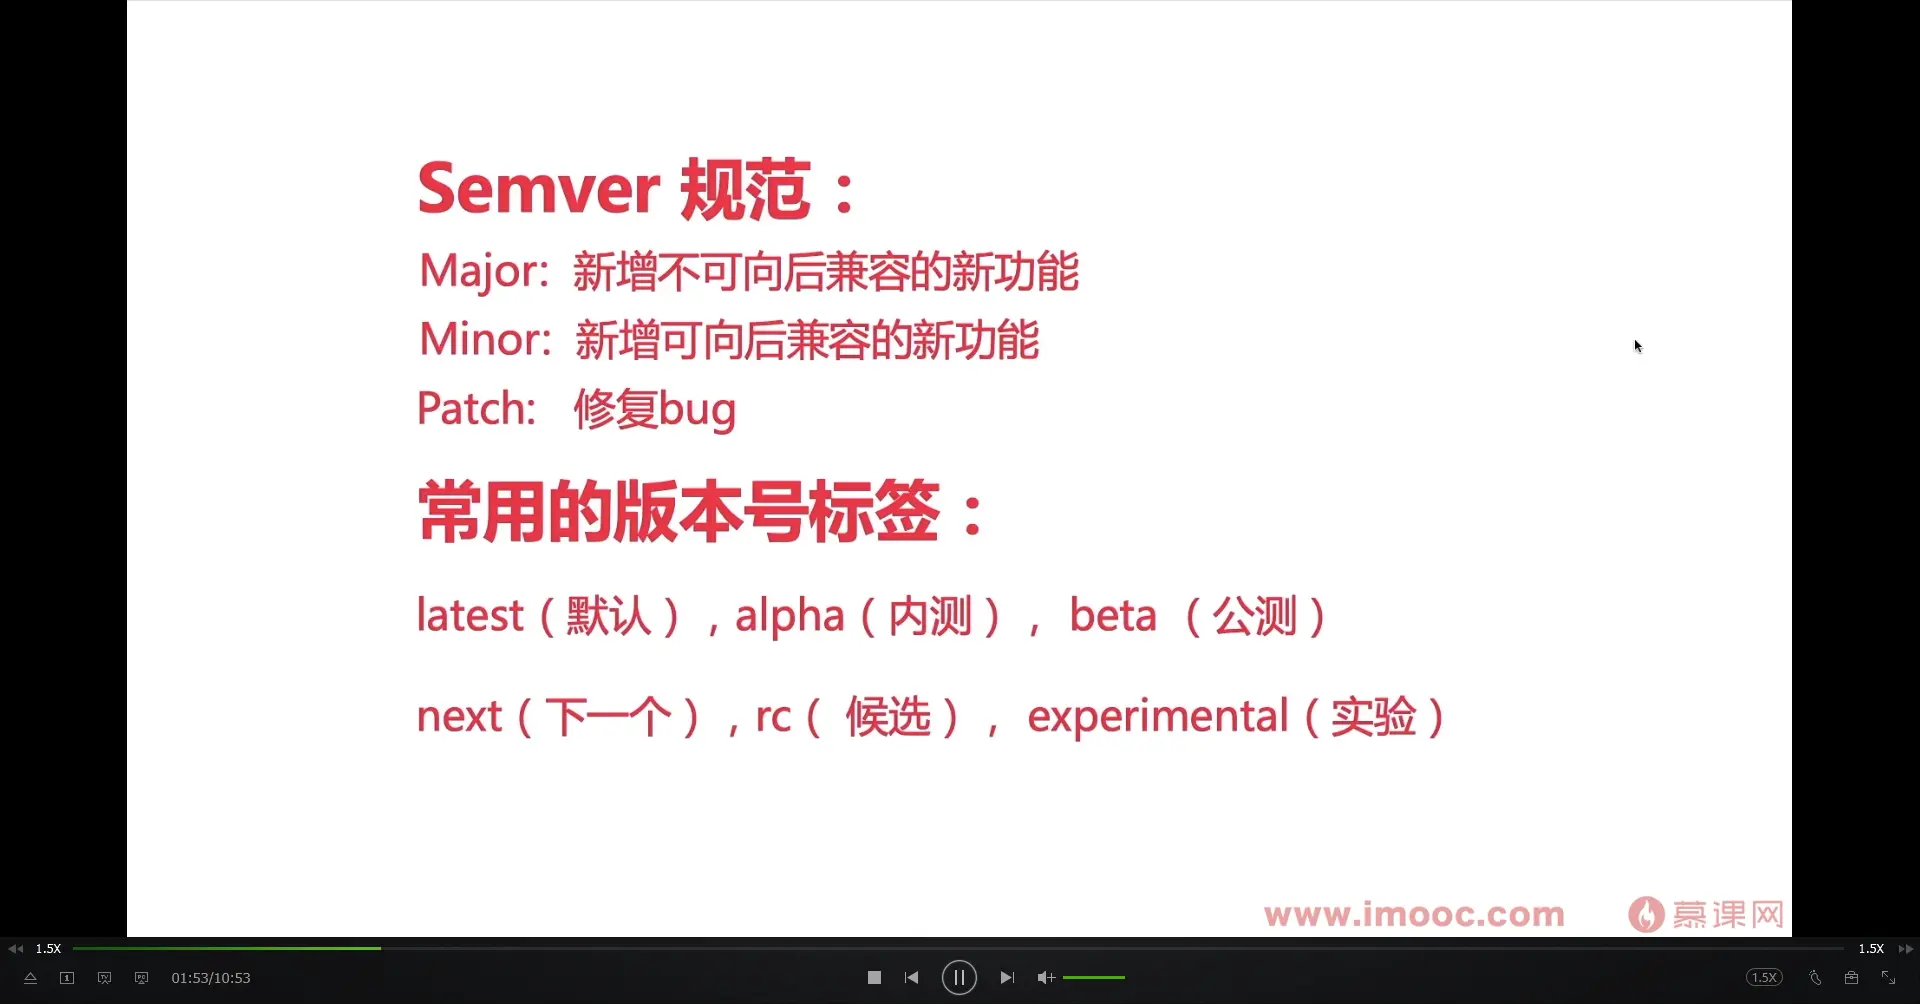 Semver 规范：
Major: 新增不可向后兼容的新功能
Minor: 新增可向后兼容的新功能
Patch: 修复bug
常用的版本号标签：
latest（默认）,alpha（内测）， beta （公测）
next（下一个）,rc（ 候选）， experimental（实验）
www.imooc.com 慕课网
1.5X 1.5X
1 TV PC 01:53/10:53 1.5X